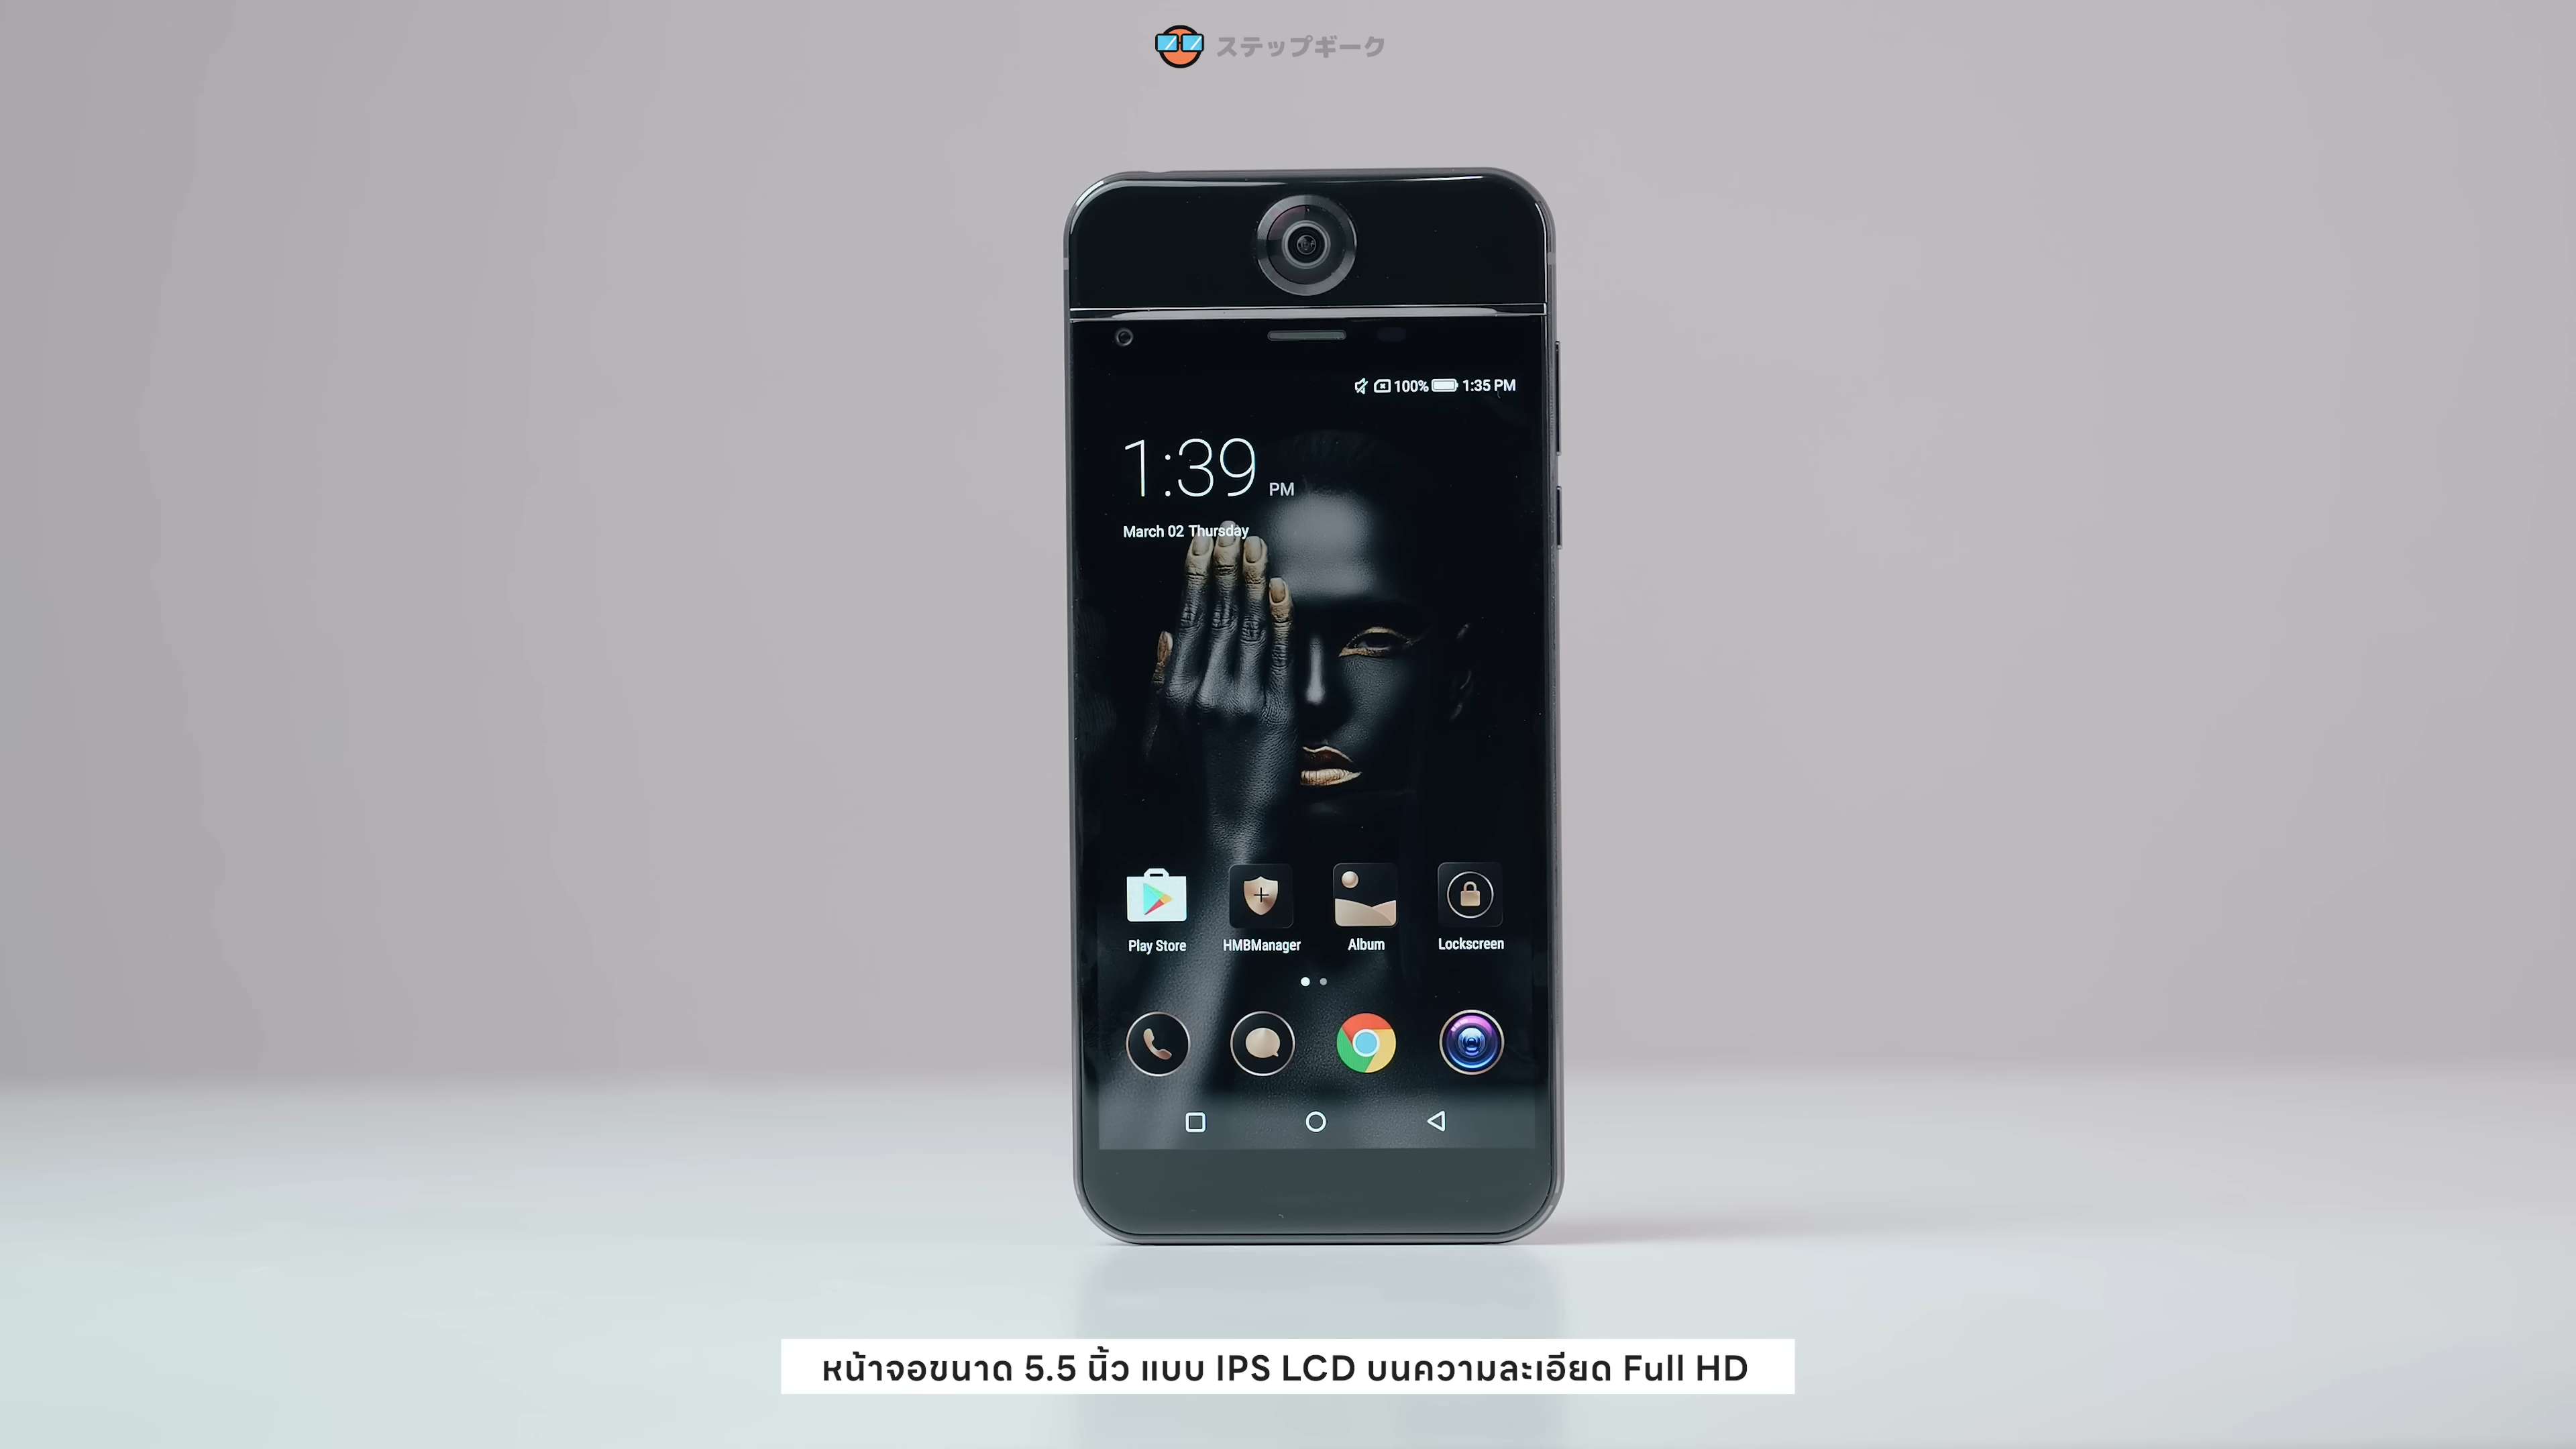 ステップギーク
100% 1:35 PM
1:39 PM
March 02 Thursday
Play Store HMBManager Album Lockscreen
หน้าจอขนาด 5.5 นิ้ว แบบ IPS LCD บนความละเอียด Full HD